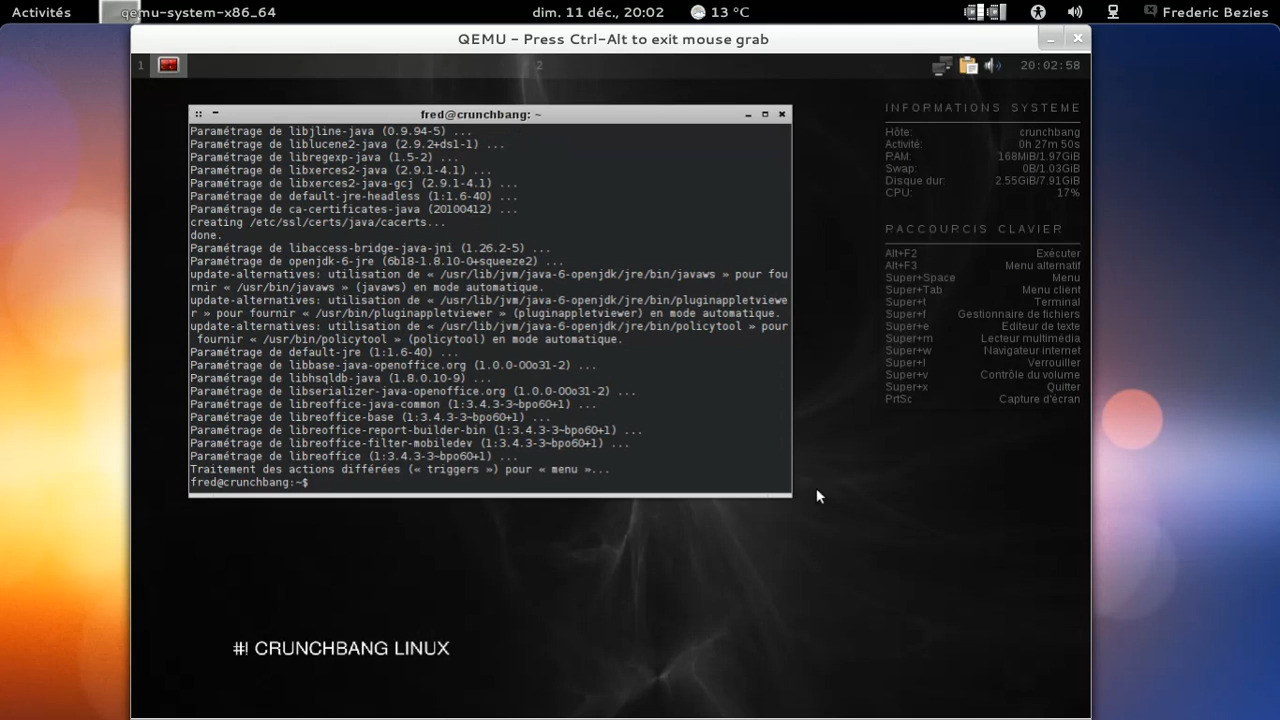 Activités
qemu-system-x86_64
dim. 11 déc., 20:02
13 °C
Frederic Bezies
QEMU - Press Ctrl-Alt to exit mouse grab
1
2
20:02:58
fred@crunchbang: ~
Paramétrage de libjline-java (0.9.94-5) ...
Paramétrage de liblucene2-java (2.9.2+ds1-1) ...
Paramétrage de libregexp-java (1.5-2) ...
Paramétrage de libxerces2-java (2.9.1-4.1) ...
Paramétrage de libxerces2-java-gcj (2.9.1-4.1) ...
Paramétrage de default-jre-headless (1:1.6-40) ...
Paramétrage de ca-certificates-java (20100412) ...
creating /etc/ssl/certs/java/cacerts...
done.
Paramétrage de libaccess-bridge-java-jni (1.26.2-5) ...
Paramétrage de openjdk-6-jre (6b18-1.8.10-0+squeeze2) ...
update-alternatives: utilisation de « /usr/lib/jvm/java-6-openjdk/jre/bin/javaws » pour fou
rnir « /usr/bin/javaws » (javaws) en mode automatique.
update-alternatives: utilisation de « /usr/lib/jvm/java-6-openjdk/jre/bin/pluginappletviewe
r » pour fournir « /usr/bin/pluginappletviewer » (pluginappletviewer) en mode automatique.
update-alternatives: utilisation de « /usr/lib/jvm/java-6-openjdk/jre/bin/policytool » pour
fournir « /usr/bin/policytool » (policytool) en mode automatique.
Paramétrage de default-jre (1:1.6-40) ...
Paramétrage de libbase-java-openoffice.org (1.0.0-OOo31-2) ...
Paramétrage de libhsqldb-java (1.8.0.10-9) ...
Paramétrage de libserializer-java-openoffice.org (1.0.0-OOo31-2) ...
Paramétrage de libreoffice-java-common (1:3.4.3-3~bpo60+1) ...
Paramétrage de libreoffice-base (1:3.4.3-3~bpo60+1) ...
Paramétrage de libreoffice-report-builder-bin (1:3.4.3-3~bpo60+1) ...
Paramétrage de libreoffice-filter-mobiledev (1:3.4.3-3~bpo60+1) ...
Paramétrage de libreoffice (1:3.4.3-3~bpo60+1) ...
Traitement des actions différées (« triggers ») pour « menu »...
fred@crunchbang:~$
INFORMATIONS SYSTEME
Hôte: crunchbang
Activité: 0h 27m 50s
RAM: 168MiB/1.97GiB
Swap: 0B/1.03GiB
Disque dur: 2.55GiB/7.91GiB
CPU: 17%
RACCOURCIS CLAVIER
Alt+F2 Exécuter
Alt+F3 Menu alternatif
Super+Space Menu
Super+Tab Menu client
Super+t Terminal
Super+f Gestionnaire de fichiers
Super+e Editeur de texte
Super+m Lecteur multimédia
Super+w Navigateur internet
Super+l Verrouiller
Super+v Contrôle du volume
Super+x Quitter
PrtSc Capture d'écran
#! CRUNCHBANG LINUX